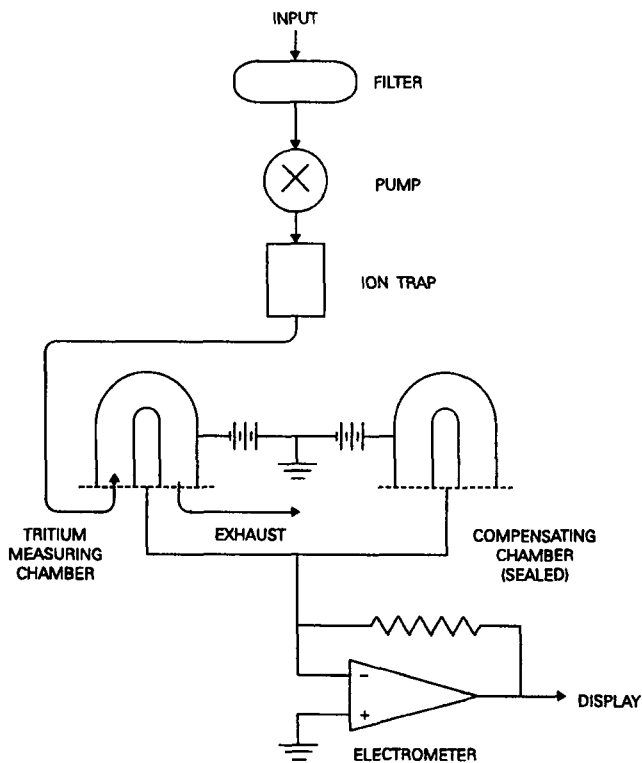 INPUT
FILTER
PUMP
ION TRAP
TRITIUM
MEASURING
CHAMBER
EXHAUST
COMPENSATING
CHAMBER
(SEALED)
−
+
DISPLAY
ELECTROMETER